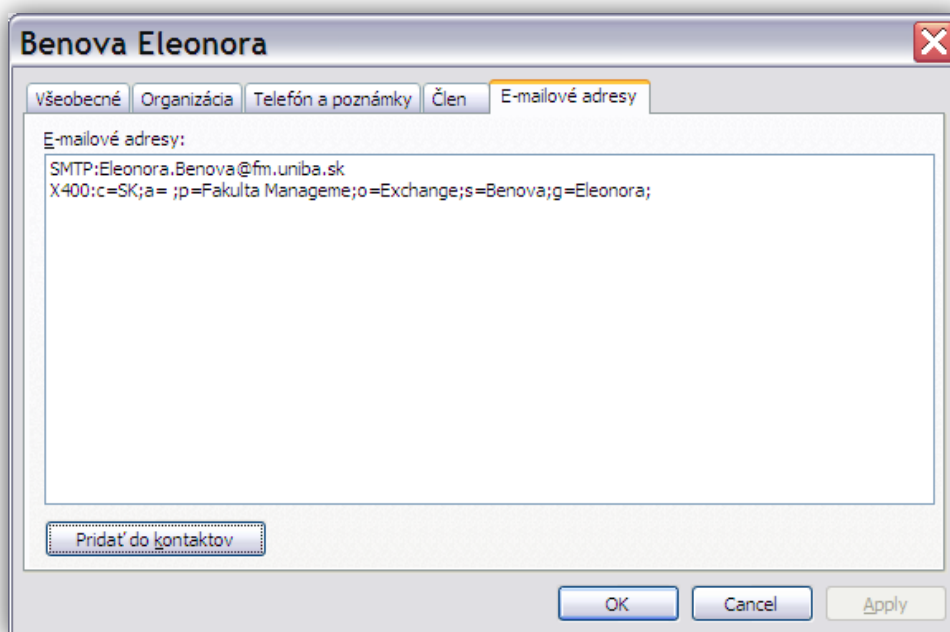 Benova Eleonora
Všeobecné Organizácia Telefón a poznámky Člen E-mailové adresy
E-mailové adresy:
SMTP:Eleonora.Benova@fm.uniba.sk
X400:c=SK;a= ;p=Fakulta Manageme;o=Exchange;s=Benova;g=Eleonora;
Pridať do kontaktov
OK Cancel Apply